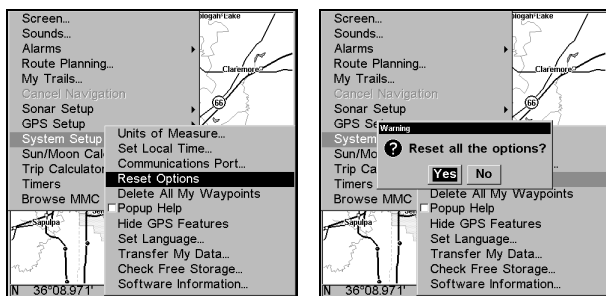 Screen...
Sounds...
Alarms
Route Planning...
My Trails...
Cancel Navigation
Sonar Setup
GPS Setup
System Setup
Sun/Moon Cal
Trip Calculator
Timers
Browse MMC
Units of Measure...
Set Local Time...
Communications Port...
Reset Options
Delete All My Waypoints
Popup Help
Hide GPS Features
Set Language...
Transfer My Data...
Check Free Storage...
Software Information...
ologah Lake
Claremore
66
Sapulpa
N 36°08.971'
Screen...
Sounds...
Alarms
Route Planning...
My Trails...
Cancel Navigation
Sonar Setup
GPS Se
System
Sun/Mo
Trip Ca
Timers
Browse MMC
Warning
Reset all the options?
Yes No
Delete All My Waypoints
Popup Help
Hide GPS Features
Set Language...
Transfer My Data...
Check Free Storage...
Software Information...
ologah Lake
Claremore
66
Sapulpa
N 36°08.971'